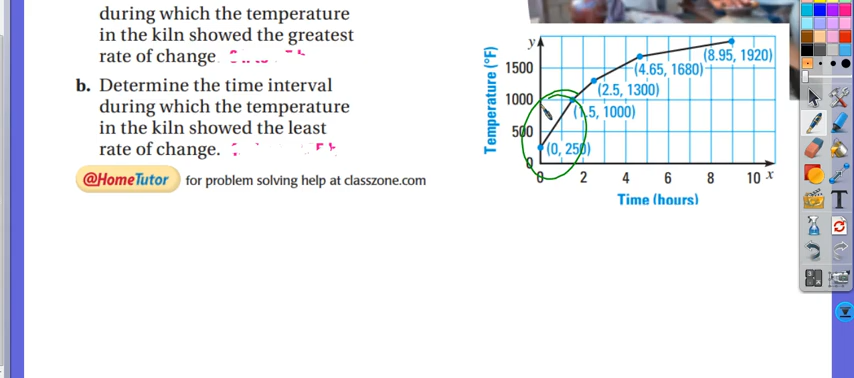 during which the temperature
in the kiln showed the greatest
rate of change.
b. Determine the time interval
during which the temperature
in the kiln showed the least
rate of change.
@HomeTutor for problem solving help at classzone.com
y
Temperature (°F)
1500
1000
500
0
(8.95, 1920)
(4.65, 1680)
(2.5, 1300)
(1.5, 1000)
(0, 250)
0 2 4 6 8 10 x
Time (hours)
T